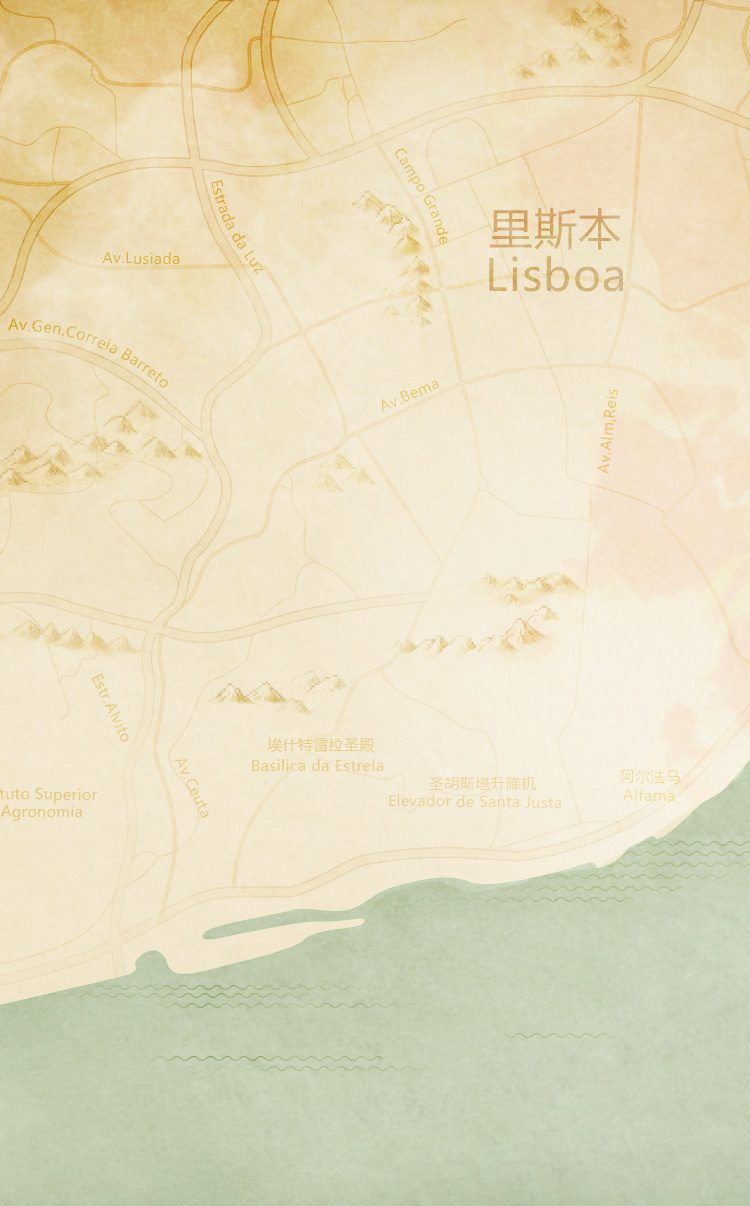 Campo Grande
Estrada da Luz
里斯本
Lisboa
Av.Lusiada
Av.Gen.Correia Barreto
Av.Bema
Av.Alm,Reis
Estr.Alvito
埃什特雷拉圣殿
Basilica da Estrela
Av.Ceuta
圣胡斯塔升降机
Elevador de Santa Justa
阿尔法马
Alfama
tuto Superior
Agronomia